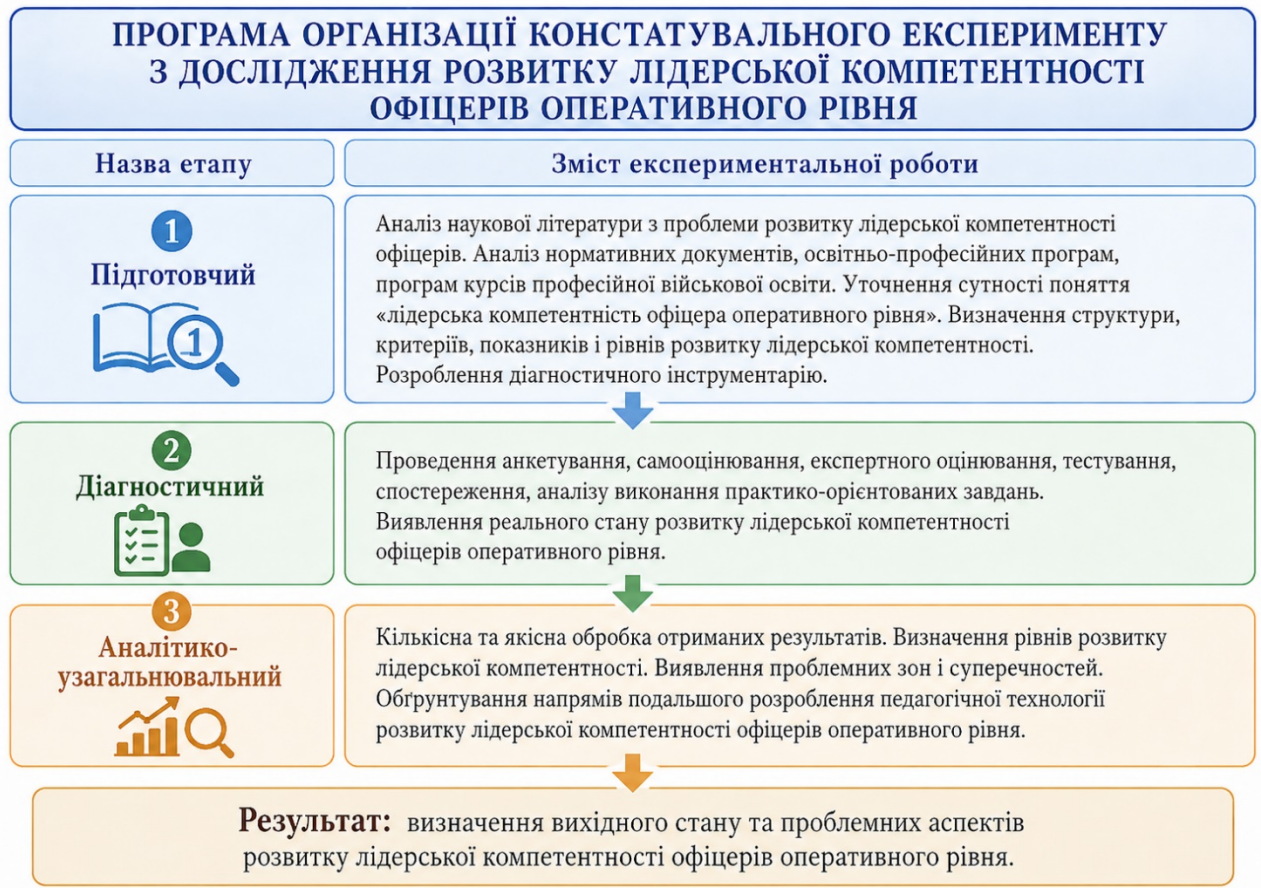 ПРОГРАМА ОРГАНІЗАЦІЇ КОНСТАТУВАЛЬНОГО ЕКСПЕРИМЕНТУ
З ДОСЛІДЖЕННЯ РОЗВИТКУ ЛІДЕРСЬКОЇ КОМПЕТЕНТНОСТІ
ОФІЦЕРІВ ОПЕРАТИВНОГО РІВНЯ
Назва етапу
Зміст експериментальної роботи
1
Підготовчий
1
Аналіз наукової літератури з проблеми розвитку лідерської компетентності
офіцерів. Аналіз нормативних документів, освітньо-професійних програм,
програм курсів професійної військової освіти. Уточнення сутності поняття
«лідерська компетентність офіцера оперативного рівня». Визначення структури,
критеріїв, показників і рівнів розвитку лідерської компетентності.
Розроблення діагностичного інструментарію.
2
Діагностичний
Проведення анкетування, самооцінювання, експертного оцінювання, тестування,
спостереження, аналізу виконання практико-орієнтованих завдань.
Виявлення реального стану розвитку лідерської компетентності
офіцерів оперативного рівня.
3
Аналітико-
узагальнювальний
Кількісна та якісна обробка отриманих результатів. Визначення рівнів розвитку
лідерської компетентності. Виявлення проблемних зон і суперечностей.
Обґрунтування напрямів подальшого розроблення педагогічної технології
розвитку лідерської компетентності офіцерів оперативного рівня.
Результат: визначення вихідного стану та проблемних аспектів
розвитку лідерської компетентності офіцерів оперативного рівня.